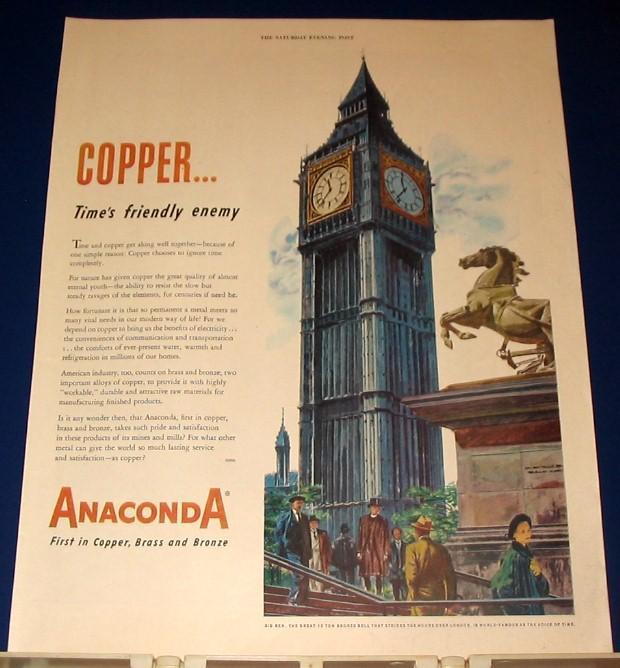 THE SATURDAY EVENING POST
COPPER...
Time's friendly enemy
Time and copper get along well together—because of
one simple reason: Copper chooses to ignore time
completely.
For nature has given copper the great quality of almost
eternal youth—the ability to resist the slow but
steady ravages of the elements, for centuries if need be.
How fortunate it is that so permanent a metal meets so
many vital needs in our modern way of life! For we
depend on copper to bring us the benefits of electricity...
the conveniences of communication and transportation
... the comforts of ever-present water, warmth and
refrigeration in millions of our homes.
American industry, too, counts on brass and bronze, two
important alloys of copper, to provide it with highly
"workable," durable and attractive raw materials for
manufacturing finished products.
Is it any wonder then, that Anaconda, first in copper,
brass and bronze, takes such pride and satisfaction
in these products of its mines and mills? For what other
metal can give the world so much lasting service
and satisfaction—as copper?
ANACONDA®
First in Copper, Brass and Bronze
BIG BEN, THE GREAT 13 TON BRONZE BELL THAT STRIKES THE HOURS OVER LONDON, IS WORLD-FAMOUS AS THE VOICE OF TIME.